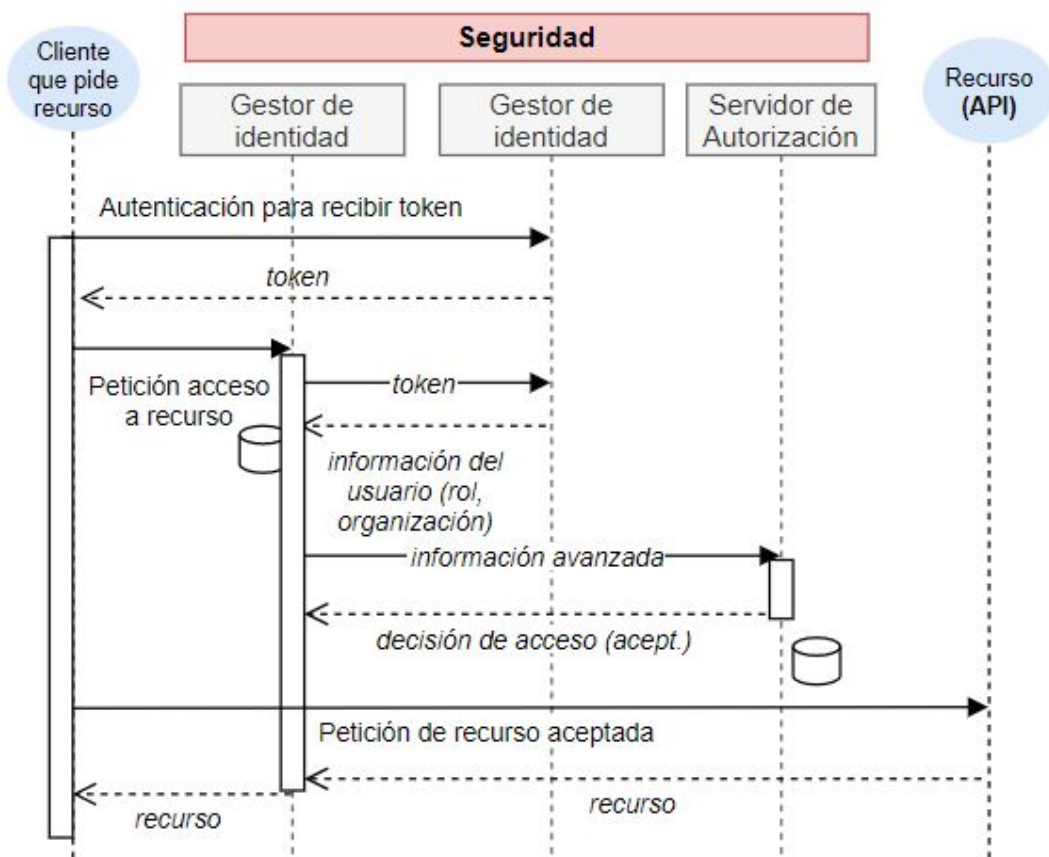 Seguridad
Cliente
que pide
recurso
Gestor de
identidad
Gestor de
identidad
Servidor de
Autorización
Recurso
(API)
Autenticación para recibir token
token
Petición acceso
a recurso
token
información del
usuario (rol,
organización)
información avanzada
decisión de acceso (acept.)
Petición de recurso aceptada
recurso
recurso